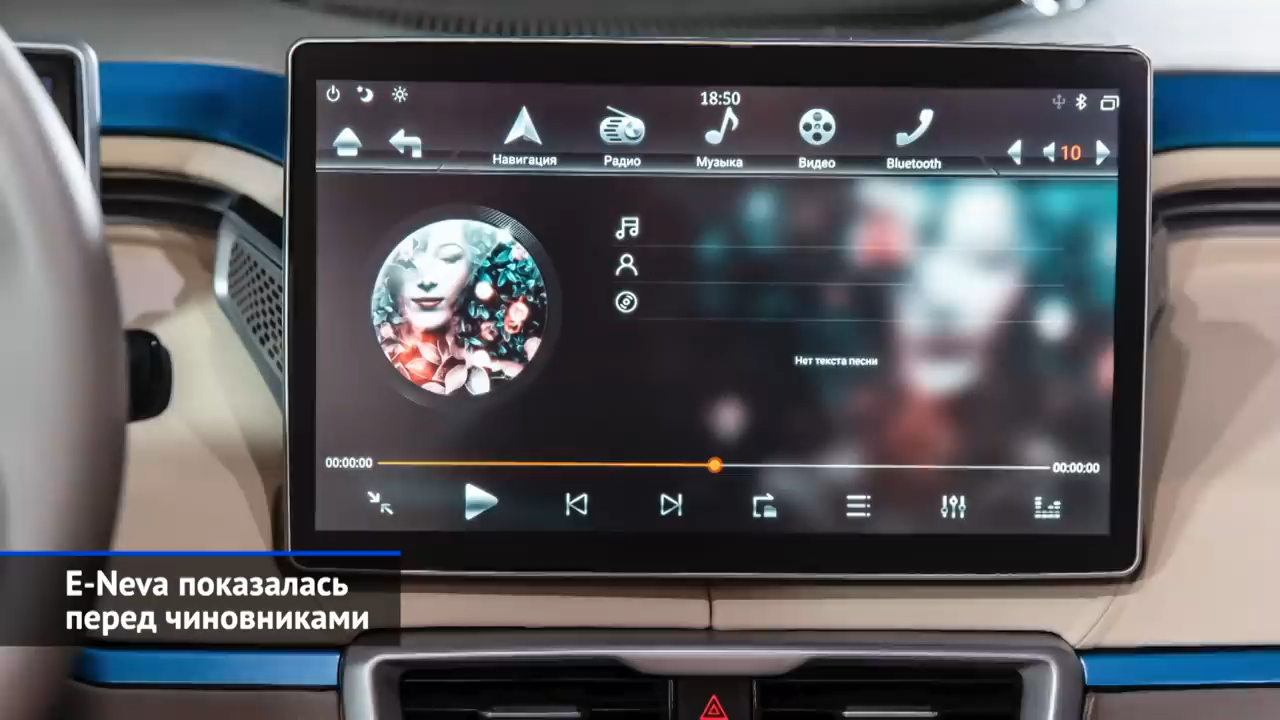 18:50
Навигация
Радио
Музыка
Видео
Bluetooth
10
Нет текста песни
00:00:00
00:00:00
E-Neva показалась
перед чиновниками